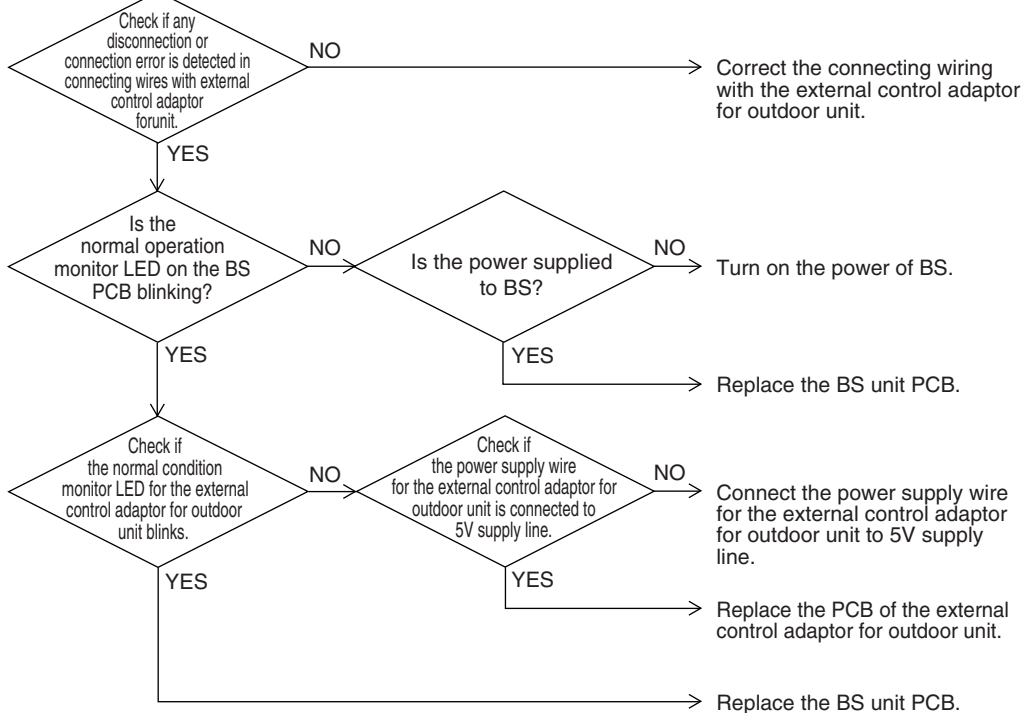 Check if any
disconnection or
connection error is detected in
connecting wires with external
control adaptor
forunit.
NO
Correct the connecting wiring
with the external control adaptor
for outdoor unit.
YES
Is the
normal operation
monitor LED on the BS
PCB blinking?
NO
Is the power supplied
to BS?
NO
Turn on the power of BS.
YES
YES
Replace the BS unit PCB.
Check if
the normal condition
monitor LED for the external
control adaptor for outdoor
unit blinks.
NO
Check if
the power supply wire
for the external control adaptor for
outdoor unit is connected to
5V supply line.
NO
Connect the power supply wire
for the external control adaptor
for outdoor unit to 5V supply
line.
YES
YES
Replace the PCB of the external
control adaptor for outdoor unit.
Replace the BS unit PCB.